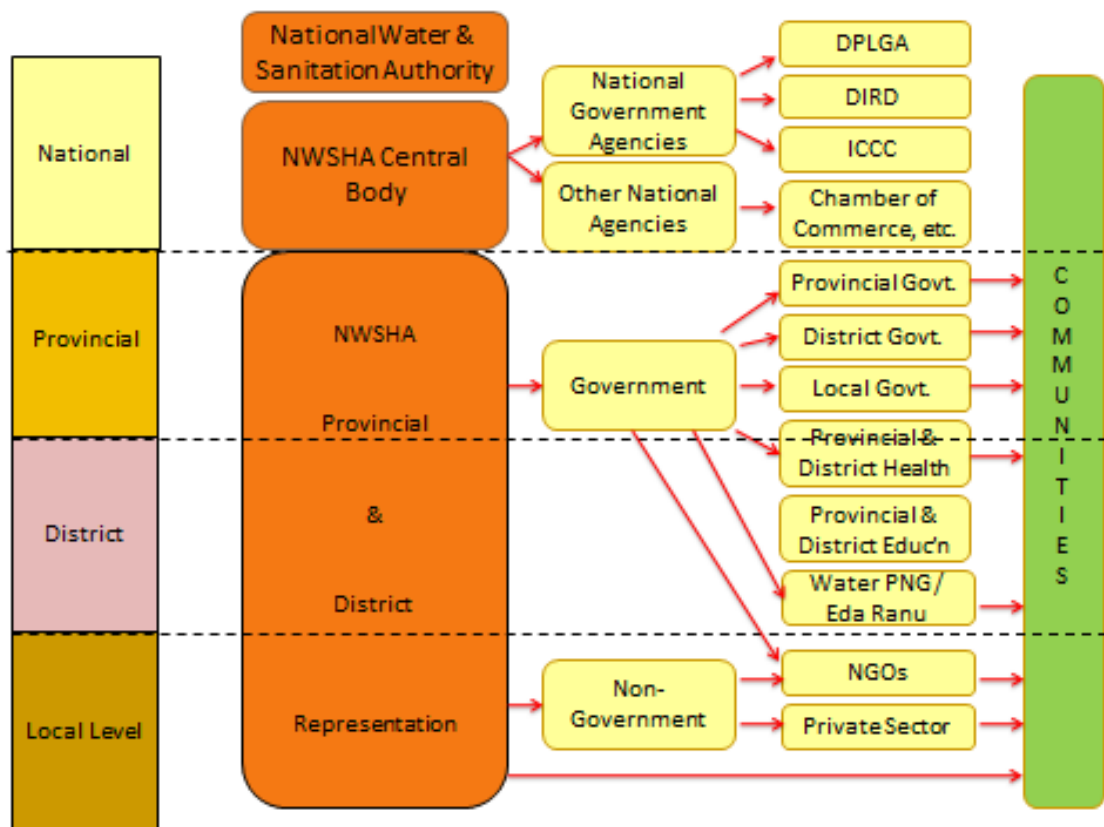 National
Provincial
District
Local Level
National Water &
Sanitation Authority
NWSHA Central
Body
NWSHA
Provincial
&
District
Representation
National
Government
Agencies
Other National
Agencies
Government
Non-
Government
DPLGA
DIRD
ICCC
Chamber of
Commerce, etc.
Provincial Govt.
District Govt.
Local Govt.
Provincial &
District Health
Provincial &
District Educ'n
Water PNG/
Eda Ranu
NGOs
Private Sector
C
O
M
M
U
N
I
T
I
E
S